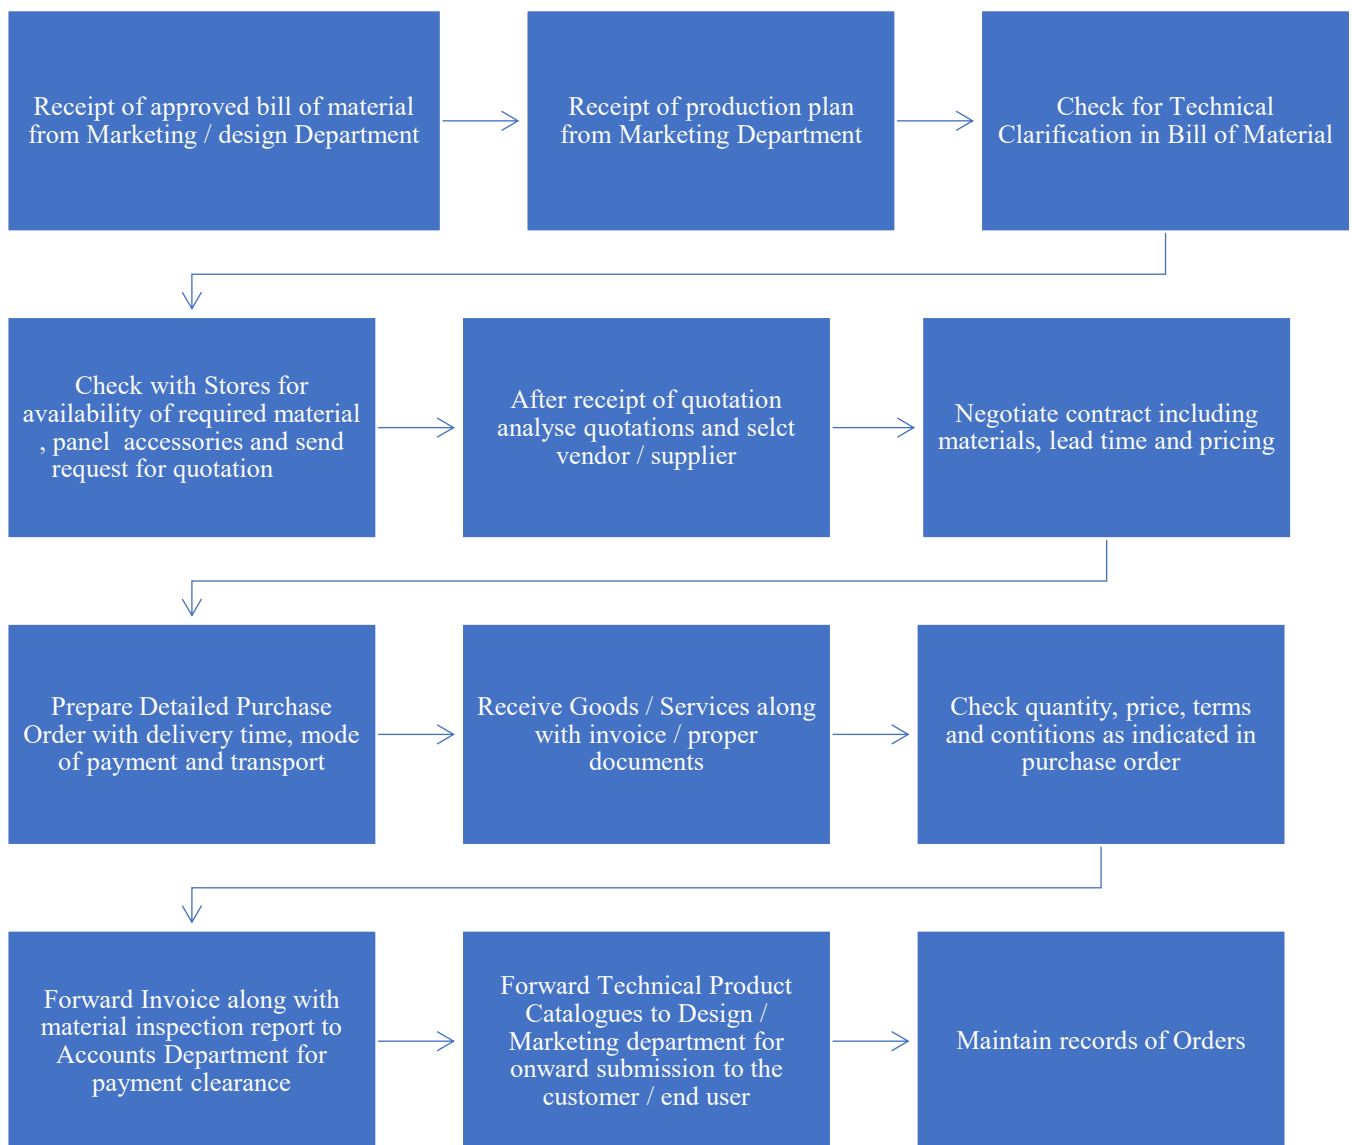 Receipt of approved bill of material
from Marketing / design Department
Receipt of production plan
from Marketing Department
Check for Technical
Clarification in Bill of Material
Check with Stores for
availability of required material
, panel  accessories and send
request for quotation
After receipt of quotation
analyse quotations and selct
vendor / supplier
Negotiate contract including
materials, lead time and pricing
Prepare Detailed Purchase
Order with delivery time, mode
of payment and transport
Receive Goods / Services along
with invoice / proper
documents
Check quantity, price, terms
and contitions as indicated in
purchase order
Forward Invoice along with
material inspection report to
Accounts Department for
payment clearance
Forward Technical Product
Catalogues to Design /
Marketing department for
onward submission to the
customer / end user
Maintain records of Orders